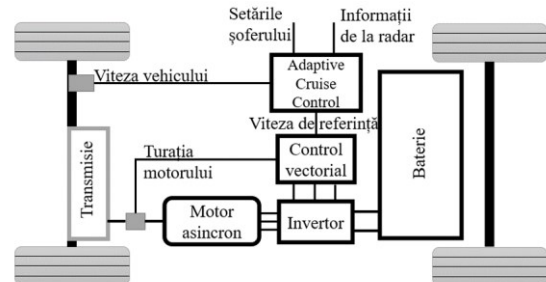 Setările
șoferului
Informații
de la radar
Viteza vehiculului
Adaptive
Cruise
Control
Viteza de referință
Turația
motorului
Control
vectorial
Transmisie
Motor
asincron
Invertor
Baterie